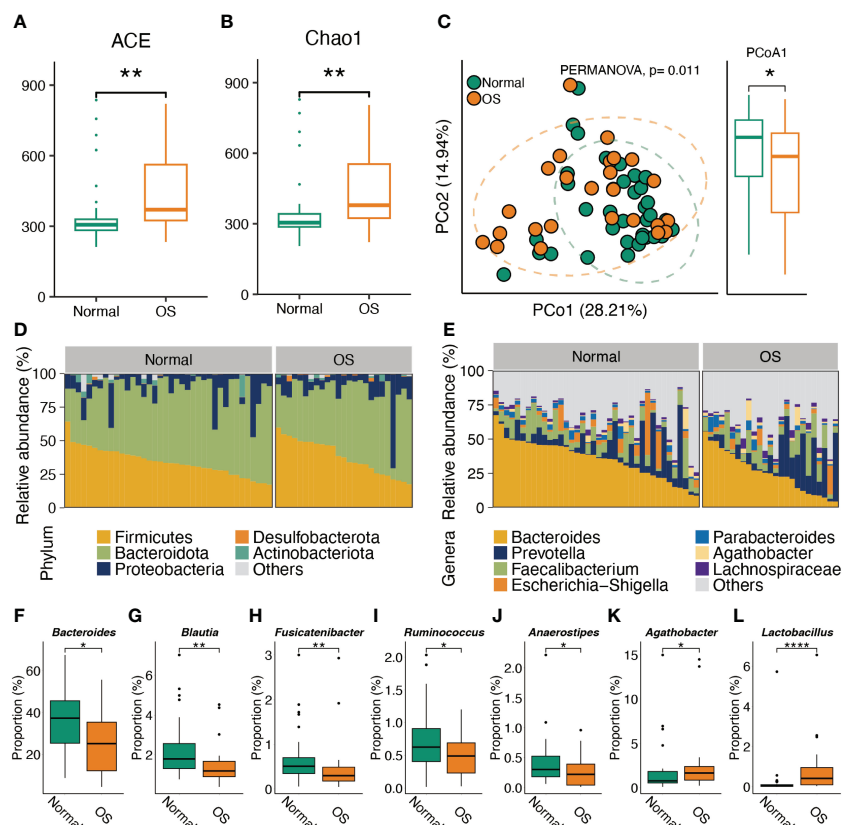 A
ACE
**
900
600
300
0
Normal
OS
B
Chao1
**
900
600
300
0
Normal
OS
C
PERMANOVA, p= 0.011
Normal
OS
PCo2 (14.94%)
PCo1 (28.21%)
PCoA1
*
D
Relative abundance (%)
Normal
OS
100
75
50
25
0
Phylum
Firmicutes
Bacteroidota
Proteobacteria
Desulfobacterota
Actinobacteriota
Others
E
Relative abundance (%)
Normal
OS
100
75
50
25
0
Genera
Bacteroides
Prevotella
Faecalibacterium
Escherichia−Shigella
Parabacteroides
Agathobacter
Lachnospiraceae
Others
F
Bacteroides
*
Proportion (%)
60
40
20
Normal
OS
G
Blautia
**
Proportion (%)
6
4
2
Normal
OS
H
Fusicatenibacter
**
Proportion (%)
3
2
1
0
Normal
OS
I
Ruminococcus
*
Proportion (%)
2.0
1.5
1.0
0.5
0.0
Normal
OS
J
Anaerostipes
*
Proportion (%)
2.0
1.5
1.0
0.5
0.0
Normal
OS
K
Agathobacter
*
Proportion (%)
15
10
5
0
Normal
OS
L
Lactobacillus
****
Proportion (%)
6
4
2
0
Normal
OS